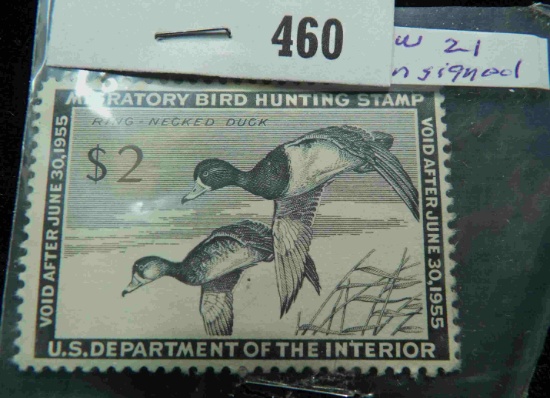 460
w 21
n signed
MIGRATORY BIRD HUNTING STAMP
RING-NECKED DUCK
$2
VOID AFTER JUNE 30, 1955
VOID AFTER JUNE 30, 1955
U.S. DEPARTMENT OF THE INTERIOR